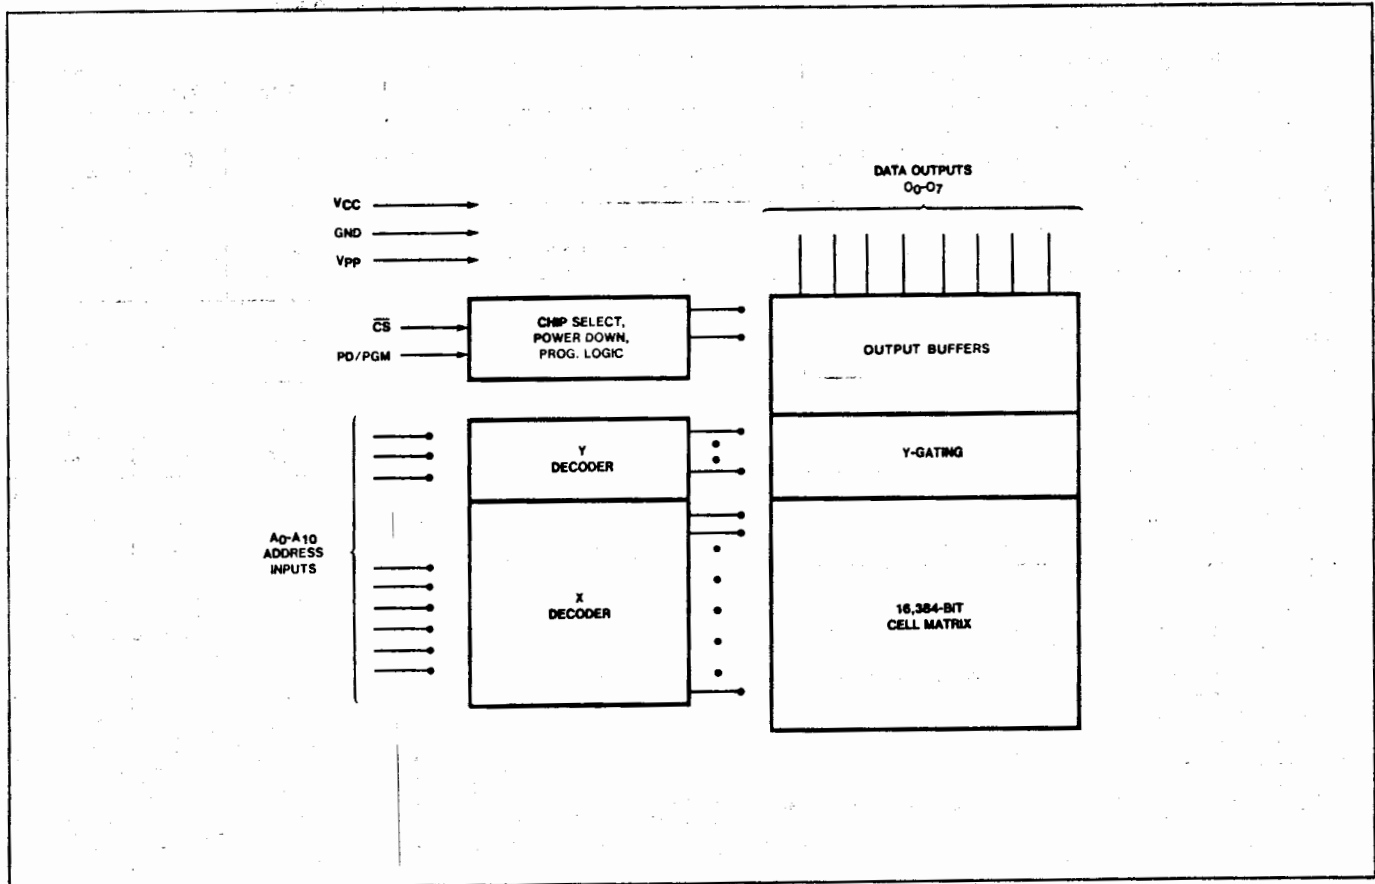 DATA OUTPUTS
O0-O7
VCC
GND
VPP
CS
PD/PGM
CHIP SELECT,
POWER DOWN,
PROG. LOGIC
OUTPUT BUFFERS
Y
DECODER
Y-GATING
A0-A10
ADDRESS
INPUTS
X
DECODER
16,384-BIT
CELL MATRIX